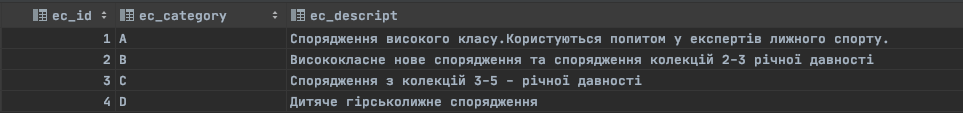 ec_id ec_category ec_descript
1 A Спорядження високого класу.Користуються попитом у експертів лижного спорту.
2 B Висококласне нове спорядження та спорядження колекцій 2-3 річної давності
3 C Спорядження з колекцій 3-5 - річної давності
4 D Дитяче гірськолижне спорядження